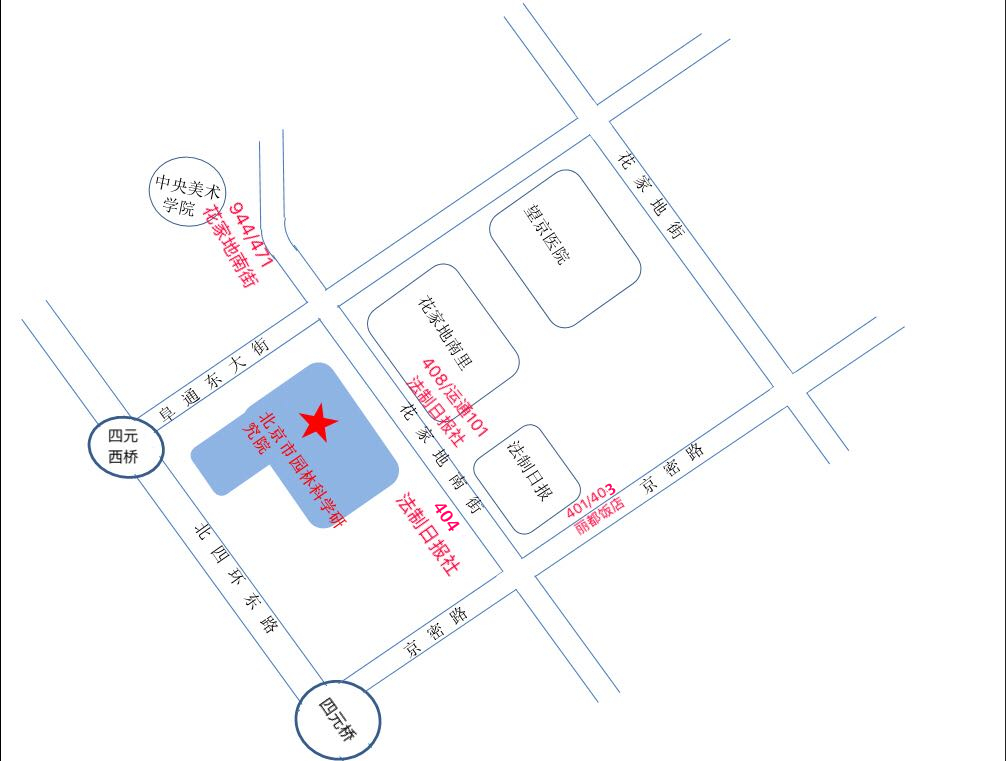 花家地街
中央美术
学院
944/471
花家地南街
望京医院
花家地南里
阜通东大街
408/运通101
法制日报社
北京市园林科学研
究院
花家地南街
四元
西桥
法制日报
京密路
401/403
丽都饭店
404
法制日报社
北四环东路
京密路
四元桥